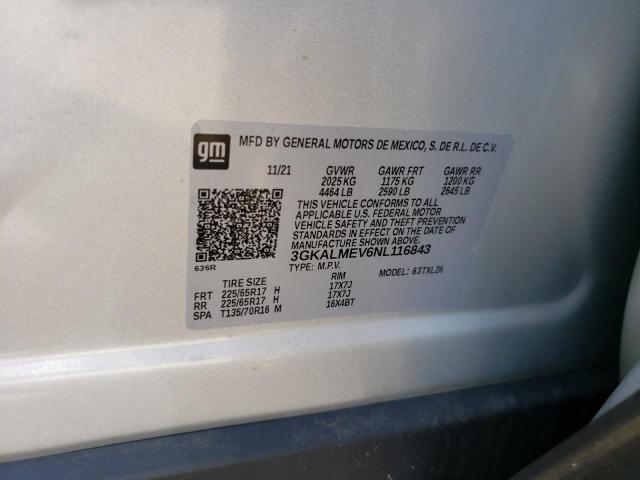 gm
MFD BY GENERAL MOTORS DE MEXICO, S. DE R.L. DE C.V.
11/21 GVWR GAWR FRT GAWR RR
2025 KG 1175 KG 1200 KG
4464 LB 2590 LB 2645 LB
THIS VEHICLE CONFORMS TO ALL
APPLICABLE U.S. FEDERAL MOTOR
VEHICLE SAFETY AND THEFT PREVENTION
STANDARDS IN EFFECT ON THE DATE OF
MANUFACTURE SHOWN ABOVE.
3GKALMEV6NL116843
636R TYPE: M.P.V. MODEL: 63TXL26
TIRE SIZE RIM
FRT 225/65R17 H 17X7J
RR 225/65R17 H 17X7J
SPA T135/70R16 M 16X4BT